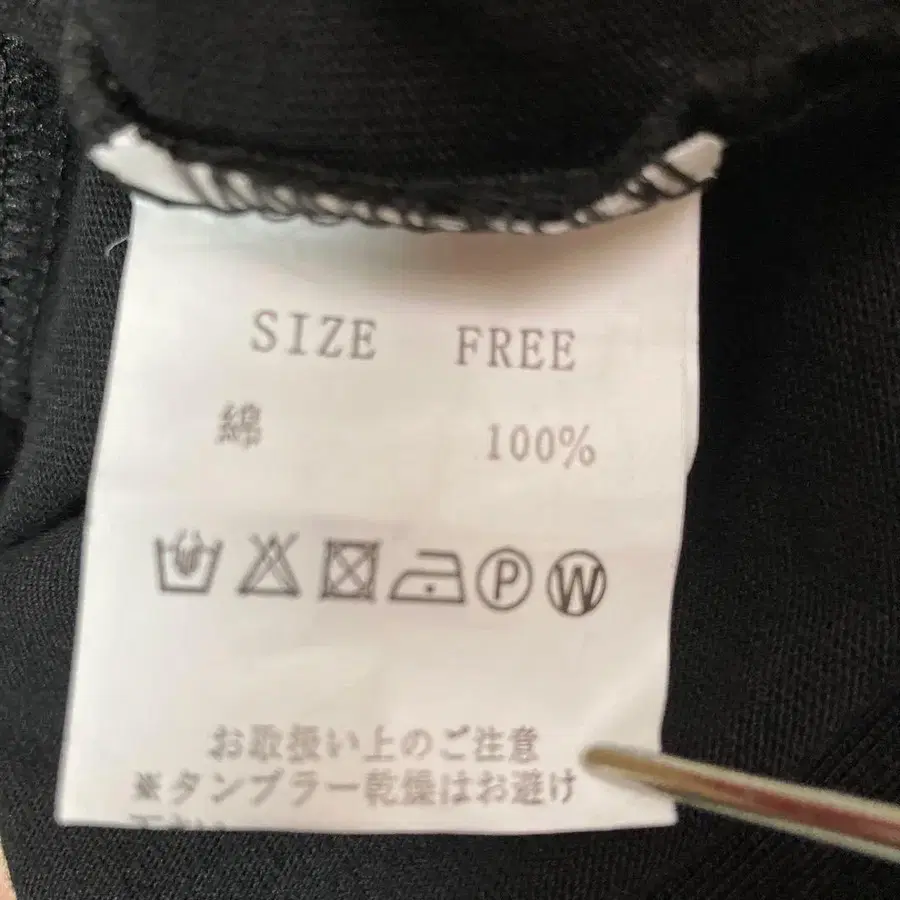 SIZE FREE
綿 100%
P W
お取扱い上のご注意
※タンブラー乾燥はお避け